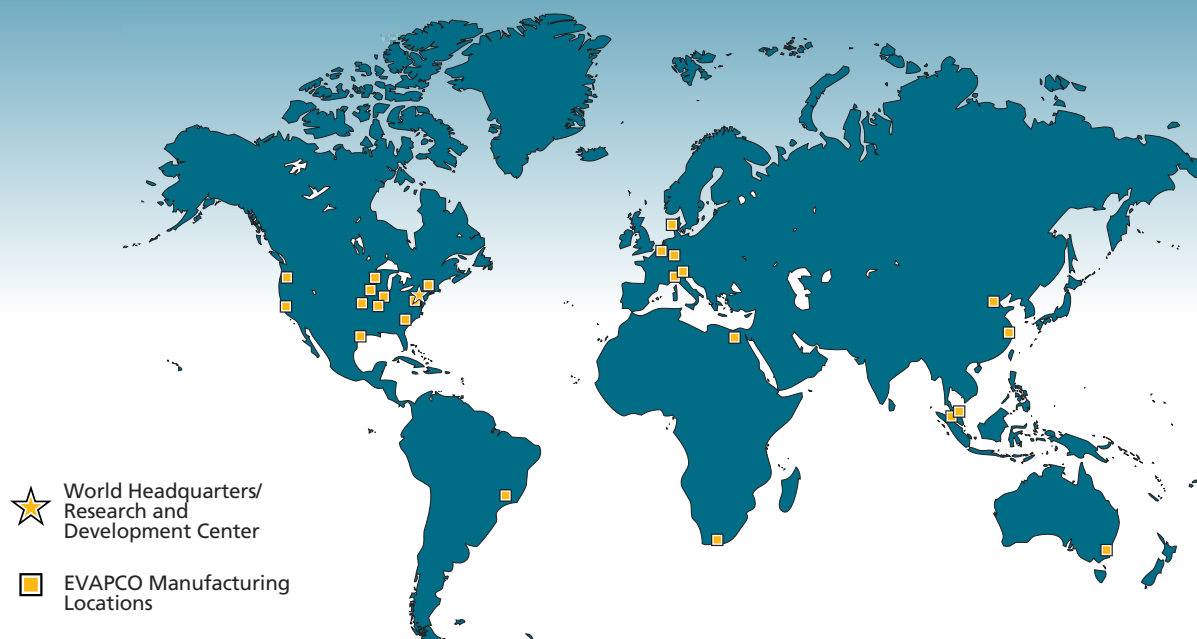 World Headquarters/
Research and
Development Center
EVAPCO Manufacturing
Locations